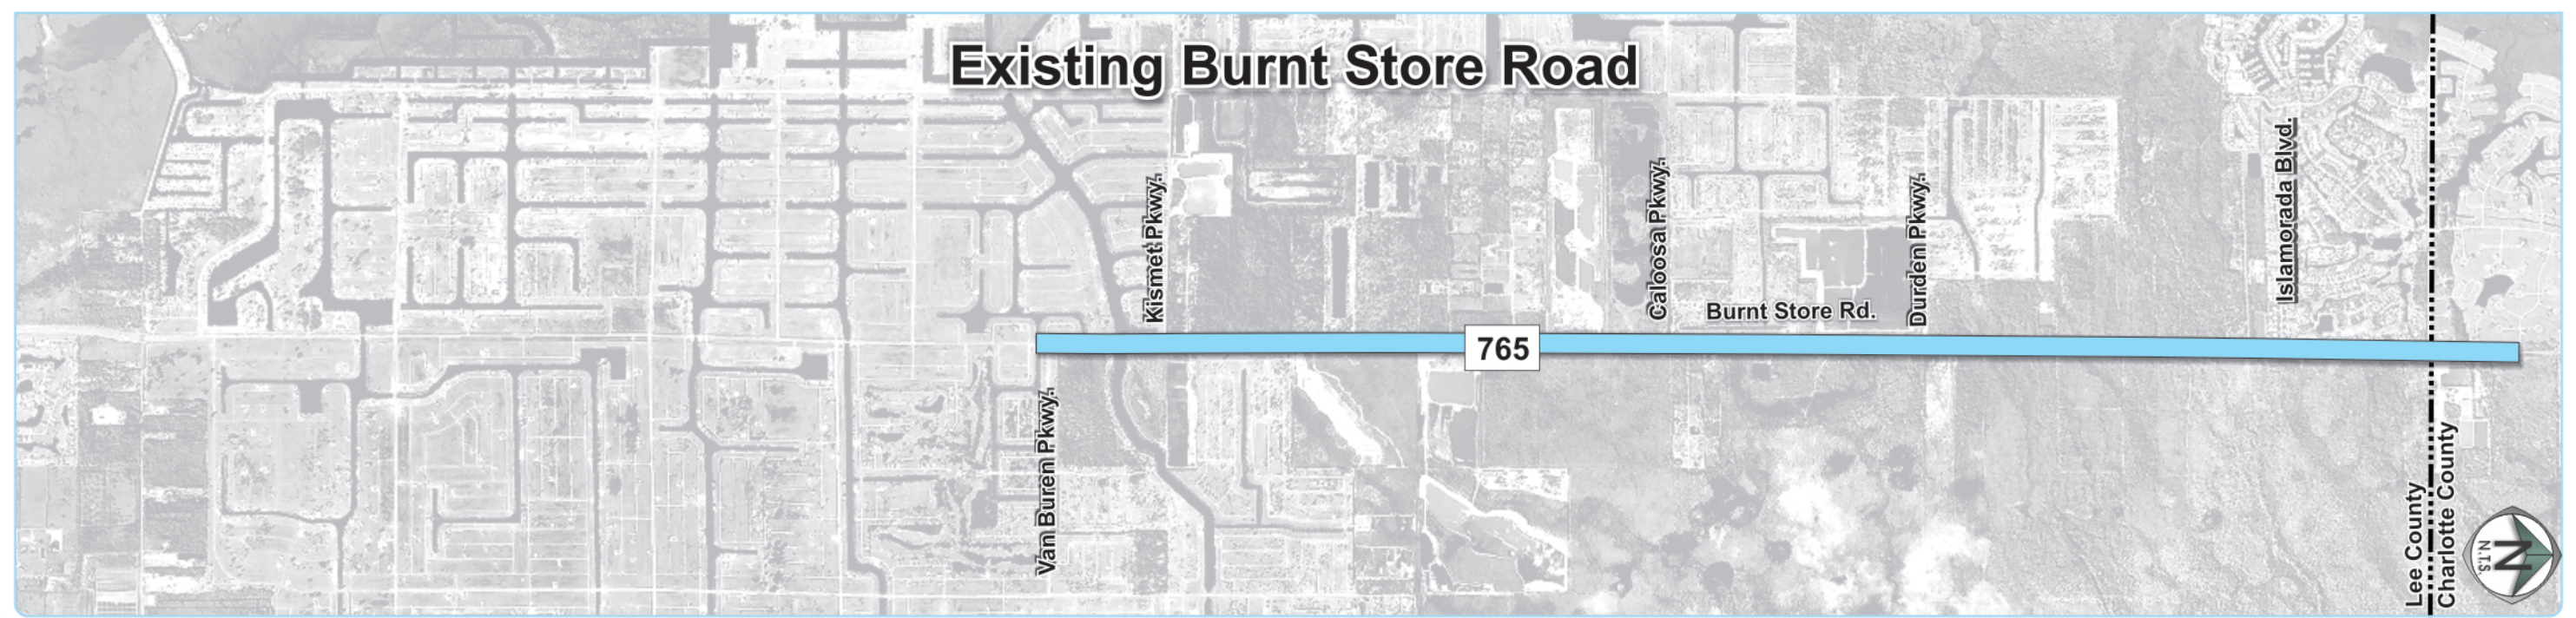 Existing Burnt Store Road
Kismet Pkwy.
Caloosa Pkwy.
Durden Pkwy.
Islamorada Blvd.
Burnt Store Rd.
765
Van Buren Pkwy.
Lee County
Charlotte County
N
N.T.S.